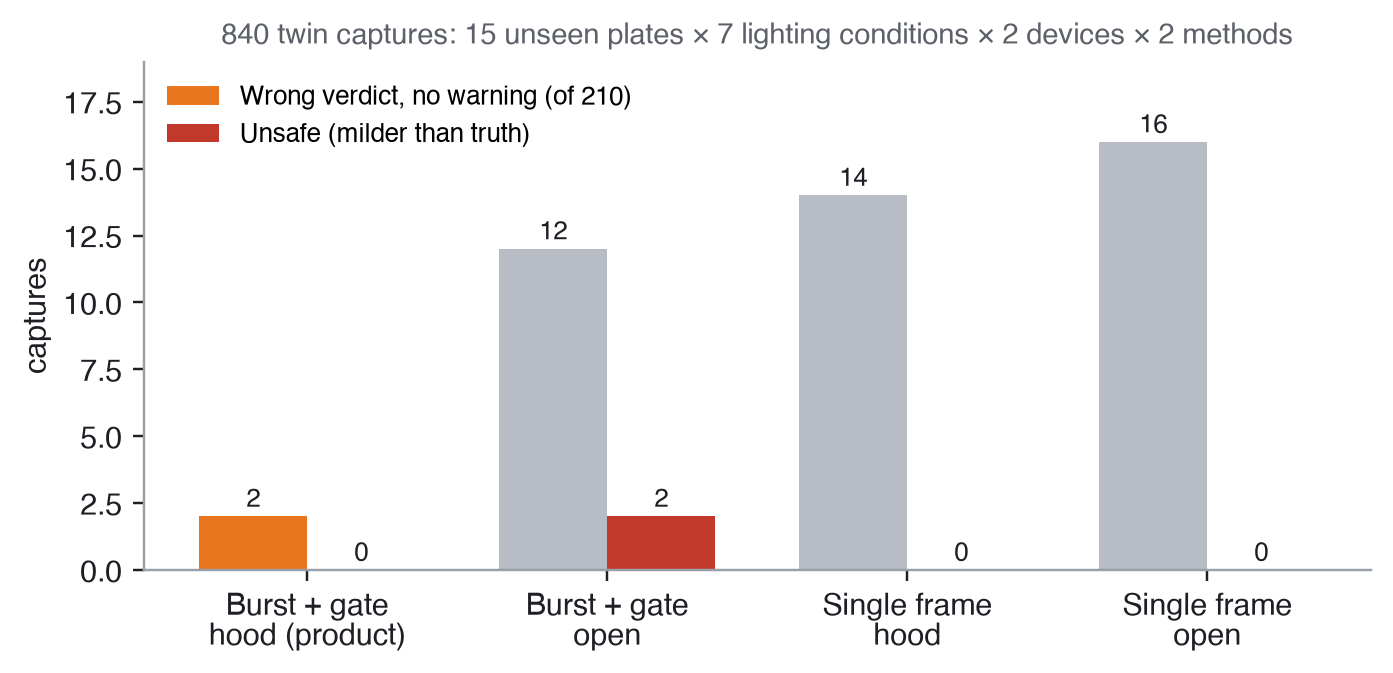 840 twin captures: 15 unseen plates × 7 lighting conditions × 2 devices × 2 methods
Wrong verdict, no warning (of 210)
Unsafe (milder than truth)
captures
17.5
15.0
12.5
10.0
7.5
5.0
2.5
0.0
2
0
12
2
14
0
16
0
Burst + gate
hood (product)
Burst + gate
open
Single frame
hood
Single frame
open